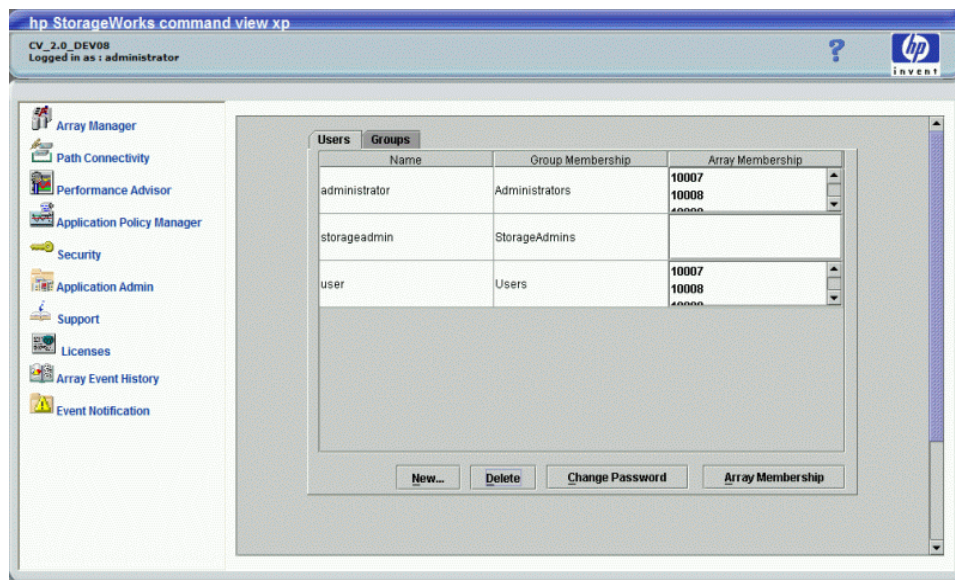 hp StorageWorks command view xp
CV_2.0_DEV08
Logged in as : administrator
?
hp
invent
Array Manager
Path Connectivity
Performance Advisor
Application Policy Manager
Security
Application Admin
Support
Licenses
Array Event History
Event Notification
Users Groups
Name Group Membership Array Membership
administrator Administrators 10007
10008
storageadmin StorageAdmins
user Users 10007
10008
New... Delete Change Password Array Membership